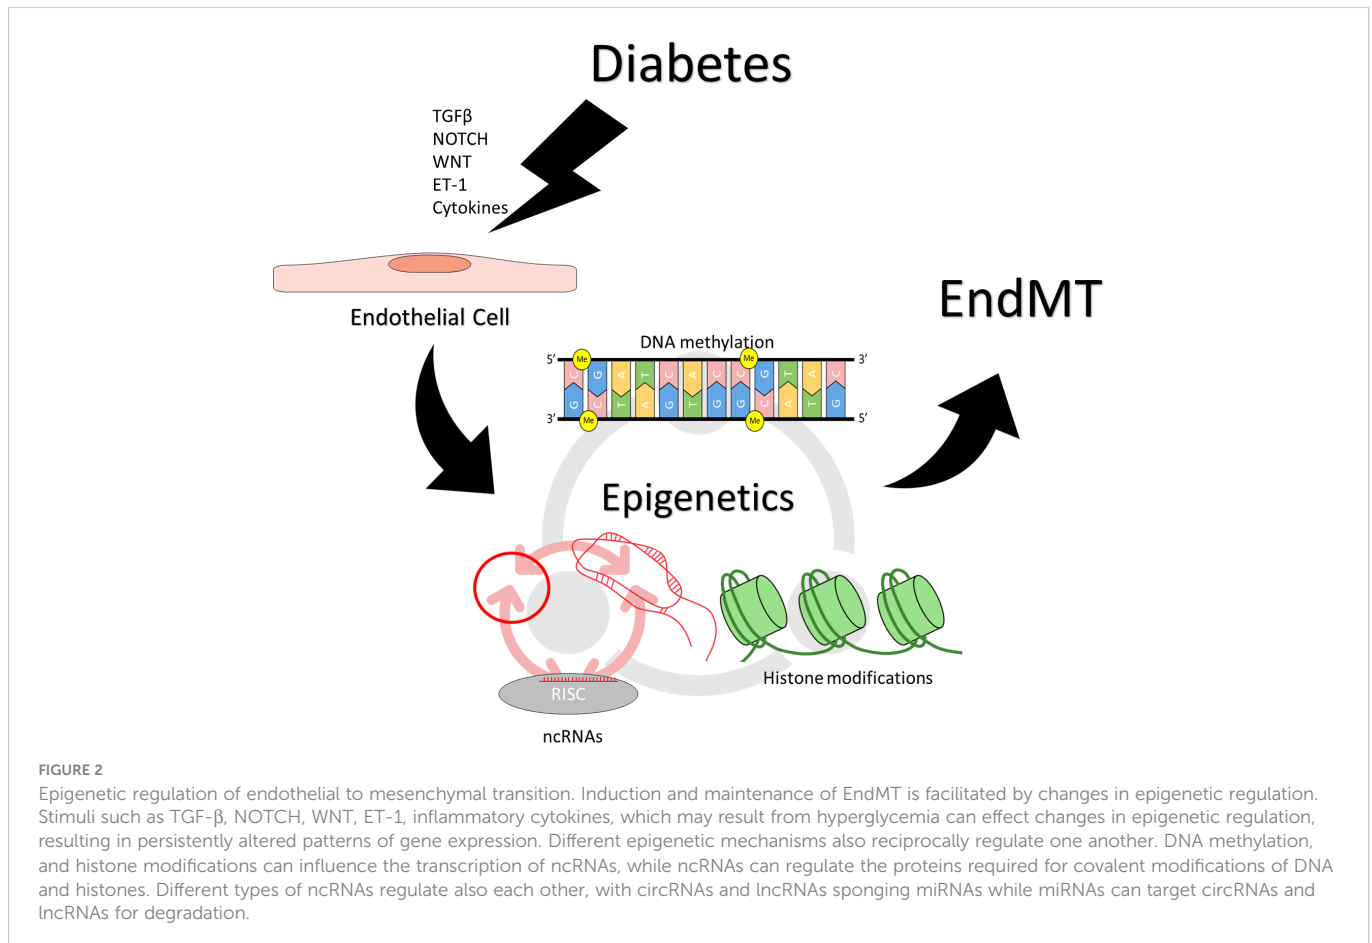 Diabetes
TGFβ
NOTCH
WNT
ET-1
Cytokines
Endothelial Cell
EndMT
DNA methylation
5′ Me Me 3′
C G A T C A C C G T A C
G C T A G T G G C A T G
3′ Me Me 5′
Epigenetics
RISC
ncRNAs
Histone modifications
FIGURE 2
Epigenetic regulation of endothelial to mesenchymal transition. Induction and maintenance of EndMT is facilitated by changes in epigenetic regulation.
Stimuli such as TGF-β, NOTCH, WNT, ET-1, inflammatory cytokines, which may result from hyperglycemia can effect changes in epigenetic regulation,
resulting in persistently altered patterns of gene expression. Different epigenetic mechanisms also reciprocally regulate one another. DNA methylation,
and histone modifications can influence the transcription of ncRNAs, while ncRNAs can regulate the proteins required for covalent modifications of DNA
and histones. Different types of ncRNAs regulate also each other, with circRNAs and lncRNAs sponging miRNAs while miRNAs can target circRNAs and
lncRNAs for degradation.